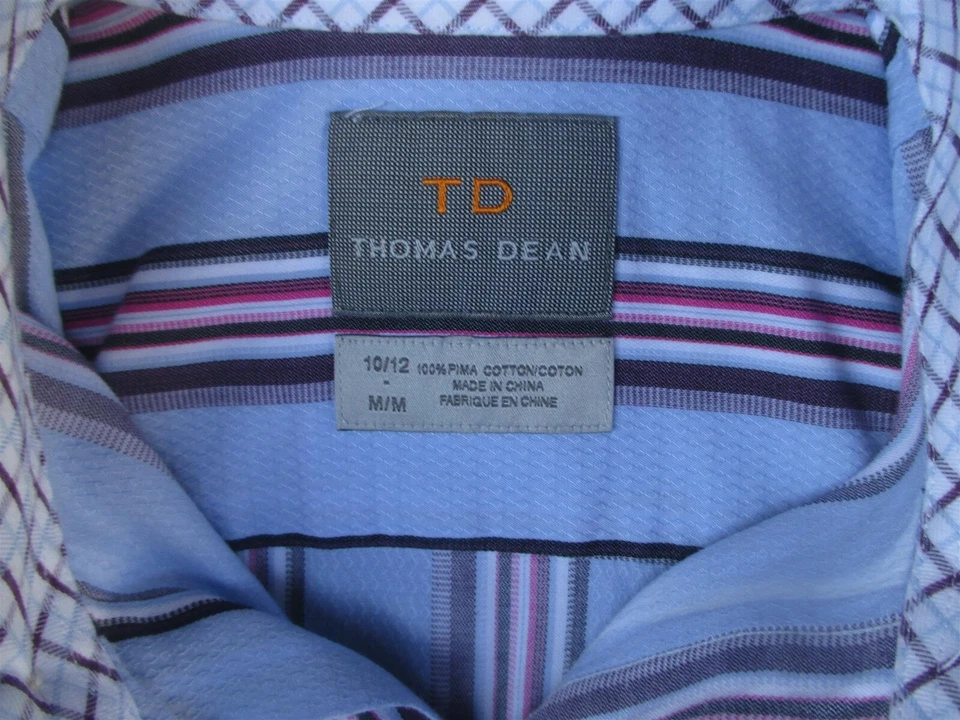 TD
THOMAS DEAN
10/12 100% PIMA COTTON/COTON
- MADE IN CHINA
M/M FABRIQUE EN CHINE